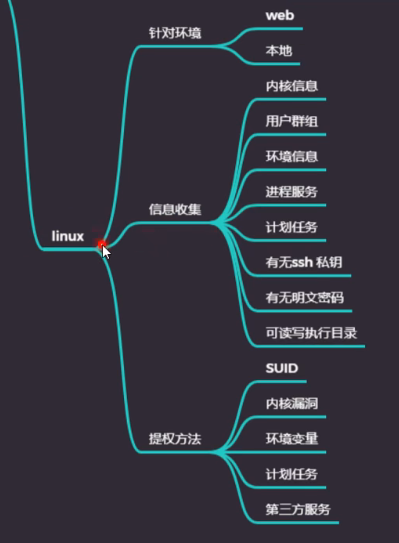 web
针对环境
本地
内核信息
用户群组
环境信息
进程服务
信息收集
计划任务
linux
有无ssh 私钥
有无明文密码
可读写执行目录
SUID
内核漏洞
提权方法
环境变量
计划任务
第三方服务